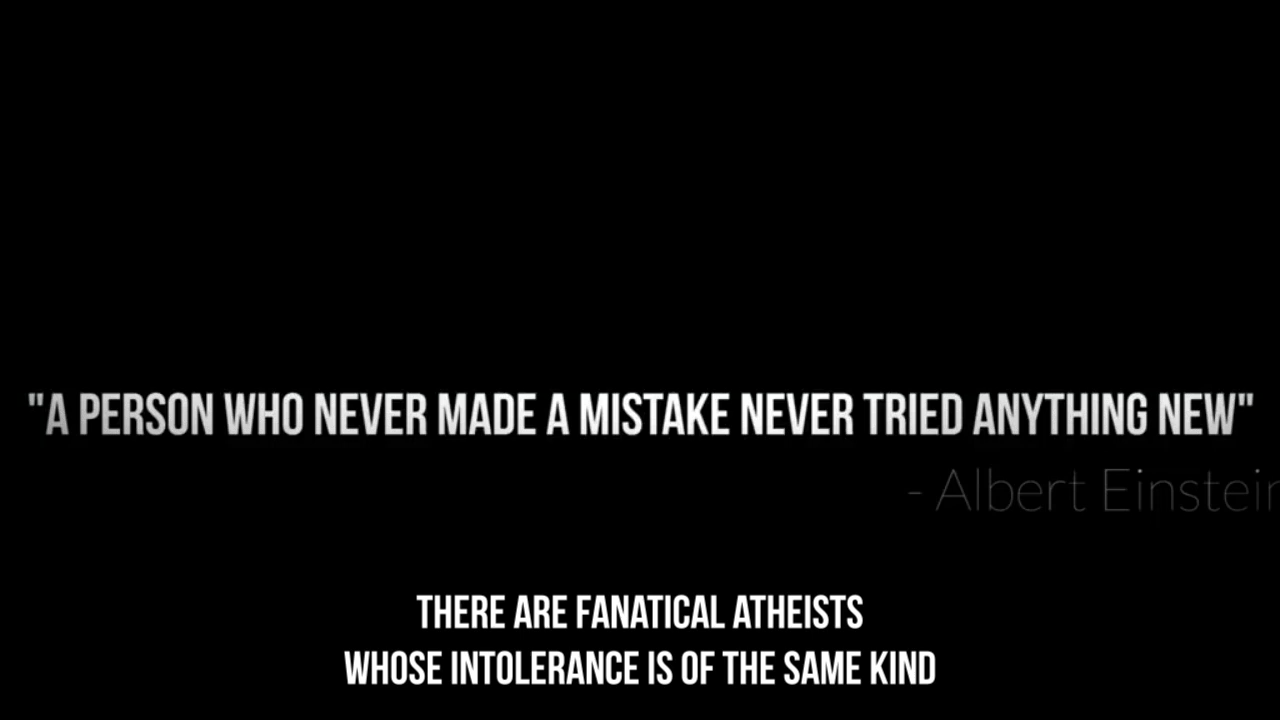 "A PERSON WHO NEVER MADE A MISTAKE NEVER TRIED ANYTHING NEW"
- Albert Einstein
THERE ARE FANATICAL ATHEISTS
WHOSE INTOLERANCE IS OF THE SAME KIND